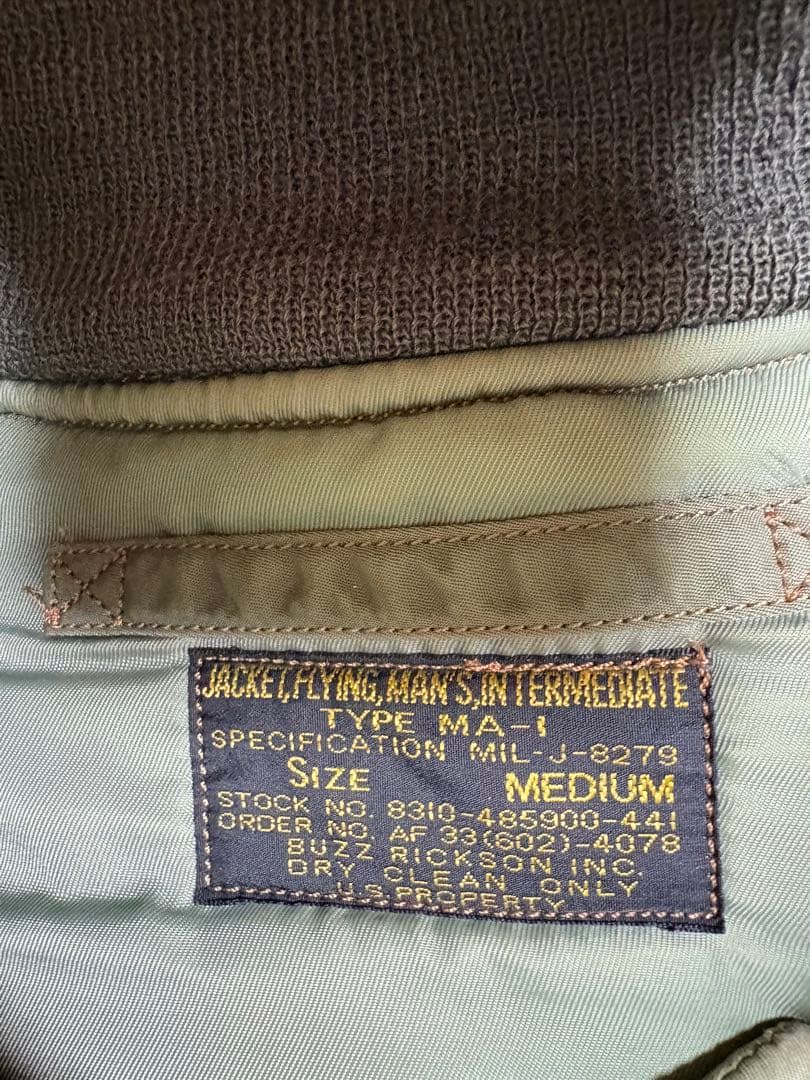 JACKET, FLYING, MAN'S, INTERMEDIATE
TYPE MA-1
SPECIFICATION MIL-J-8279
SIZE MEDIUM
STOCK NO. 8310-485900-441
ORDER NO. AF 33(602)-4078
BUZZ RICKSON INC.
DRY CLEAN ONLY
U.S. PROPERTY